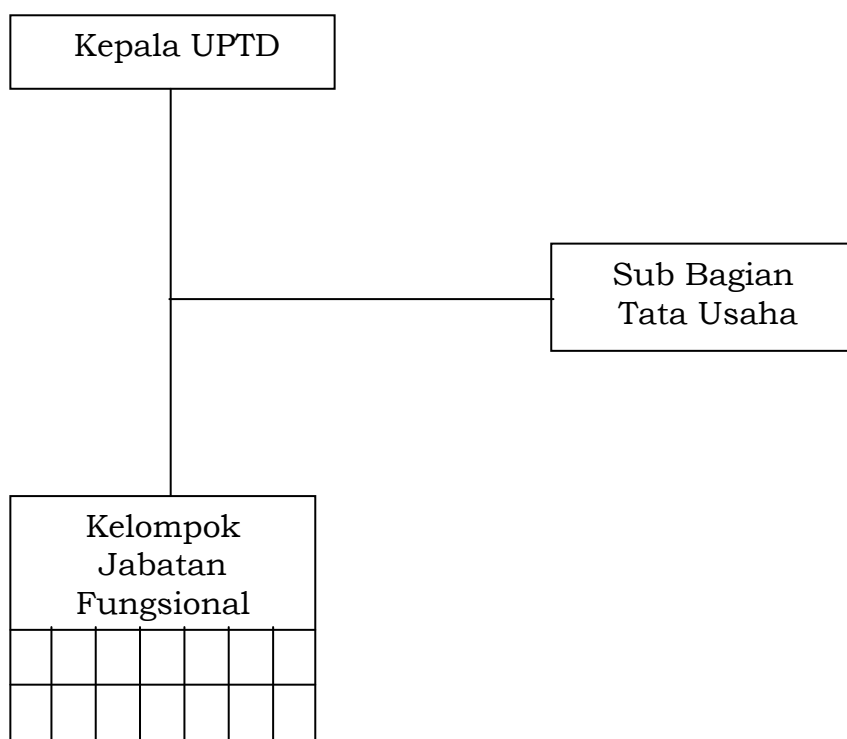 Kepala UPTD
Sub Bagian
Tata Usaha
Kelompok
Jabatan
Fungsional